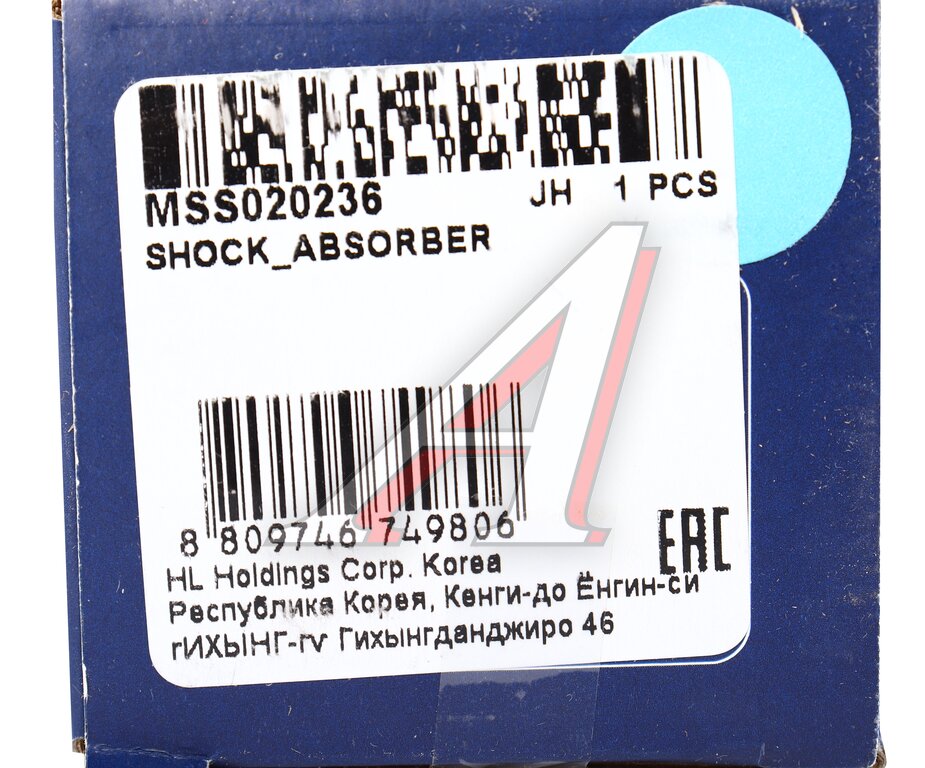 MSS020236 JH 1 PCS
SHOCK_ABSORBER
8 809746 749806
HL Holdings Corp. Korea
Республика Корея, Кенги-до Ёнгин-си
гИХЫНГ-гv Гихынгданджиро 46
EAC